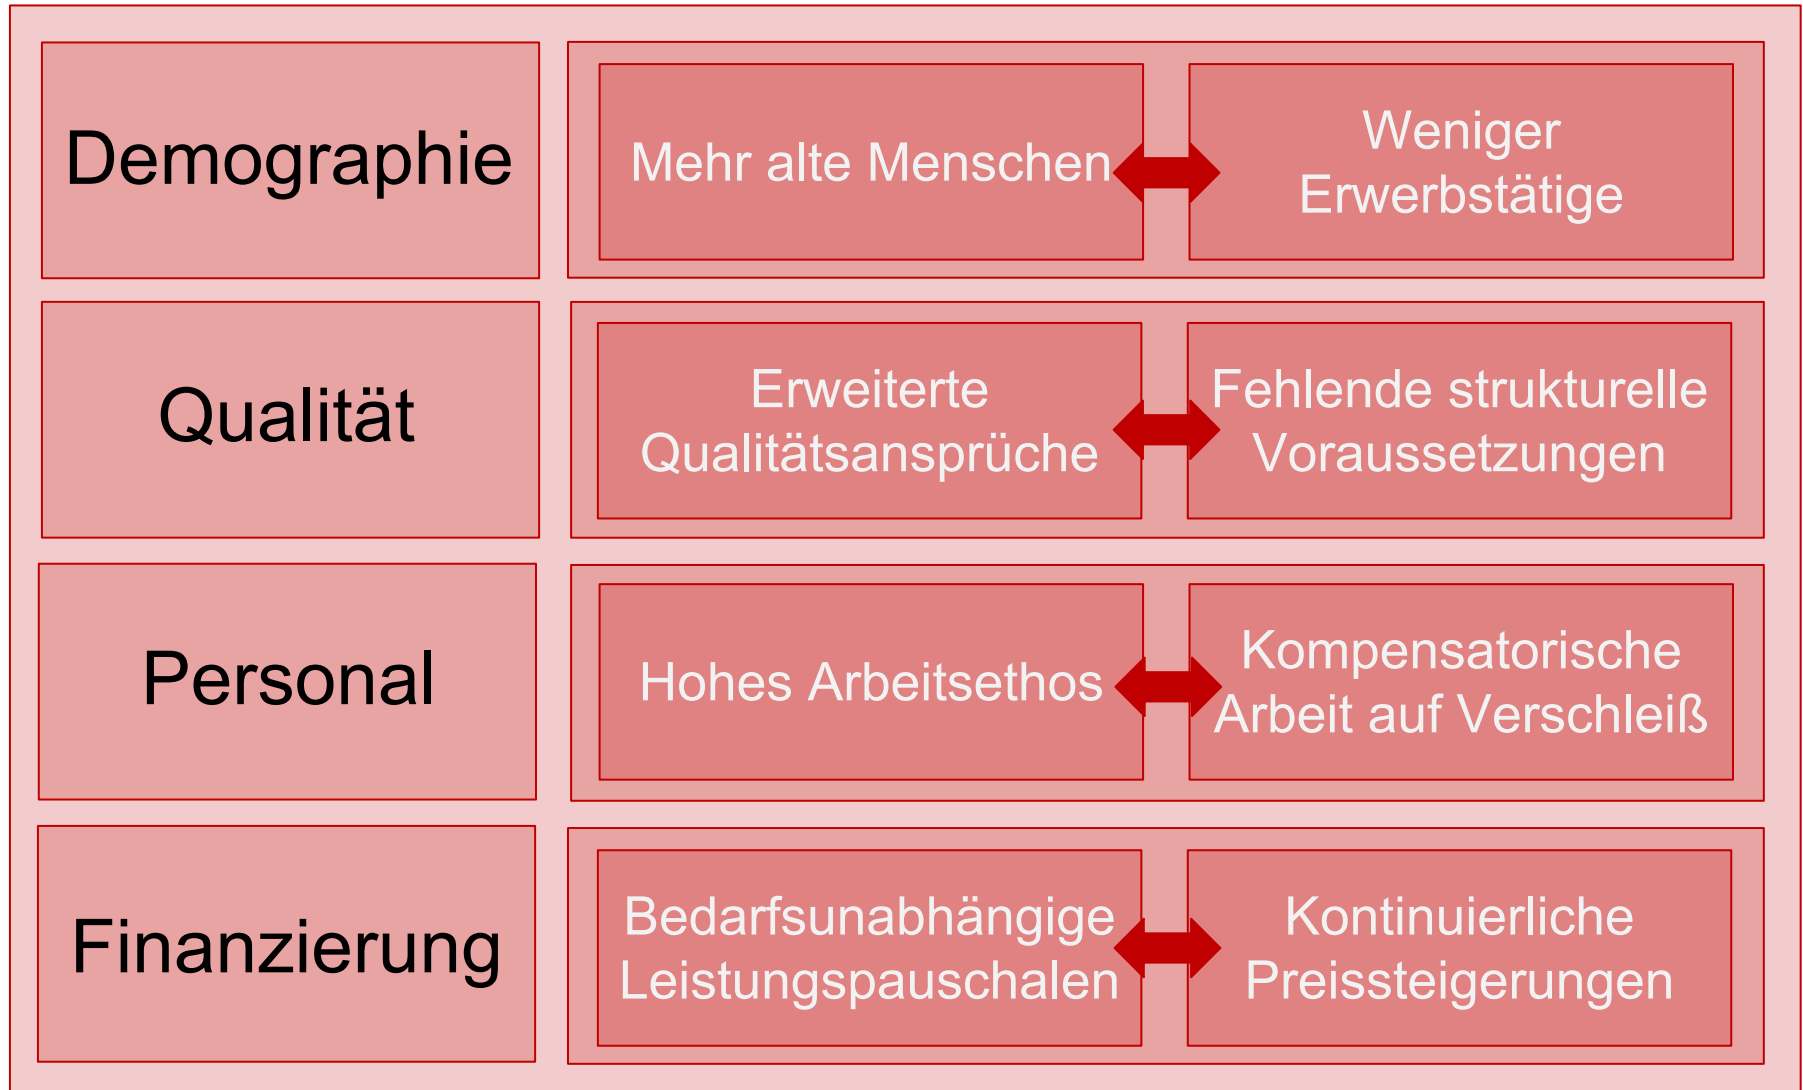 Demographie
Mehr alte Menschen
Weniger
Erwerbstätige
Qualität
Erweiterte
Qualitätsansprüche
Fehlende strukturelle
Voraussetzungen
Personal
Hohes Arbeitsethos
Kompensatorische
Arbeit auf Verschleiß
Finanzierung
Bedarfsunabhängige
Leistungspauschalen
Kontinuierliche
Preissteigerungen